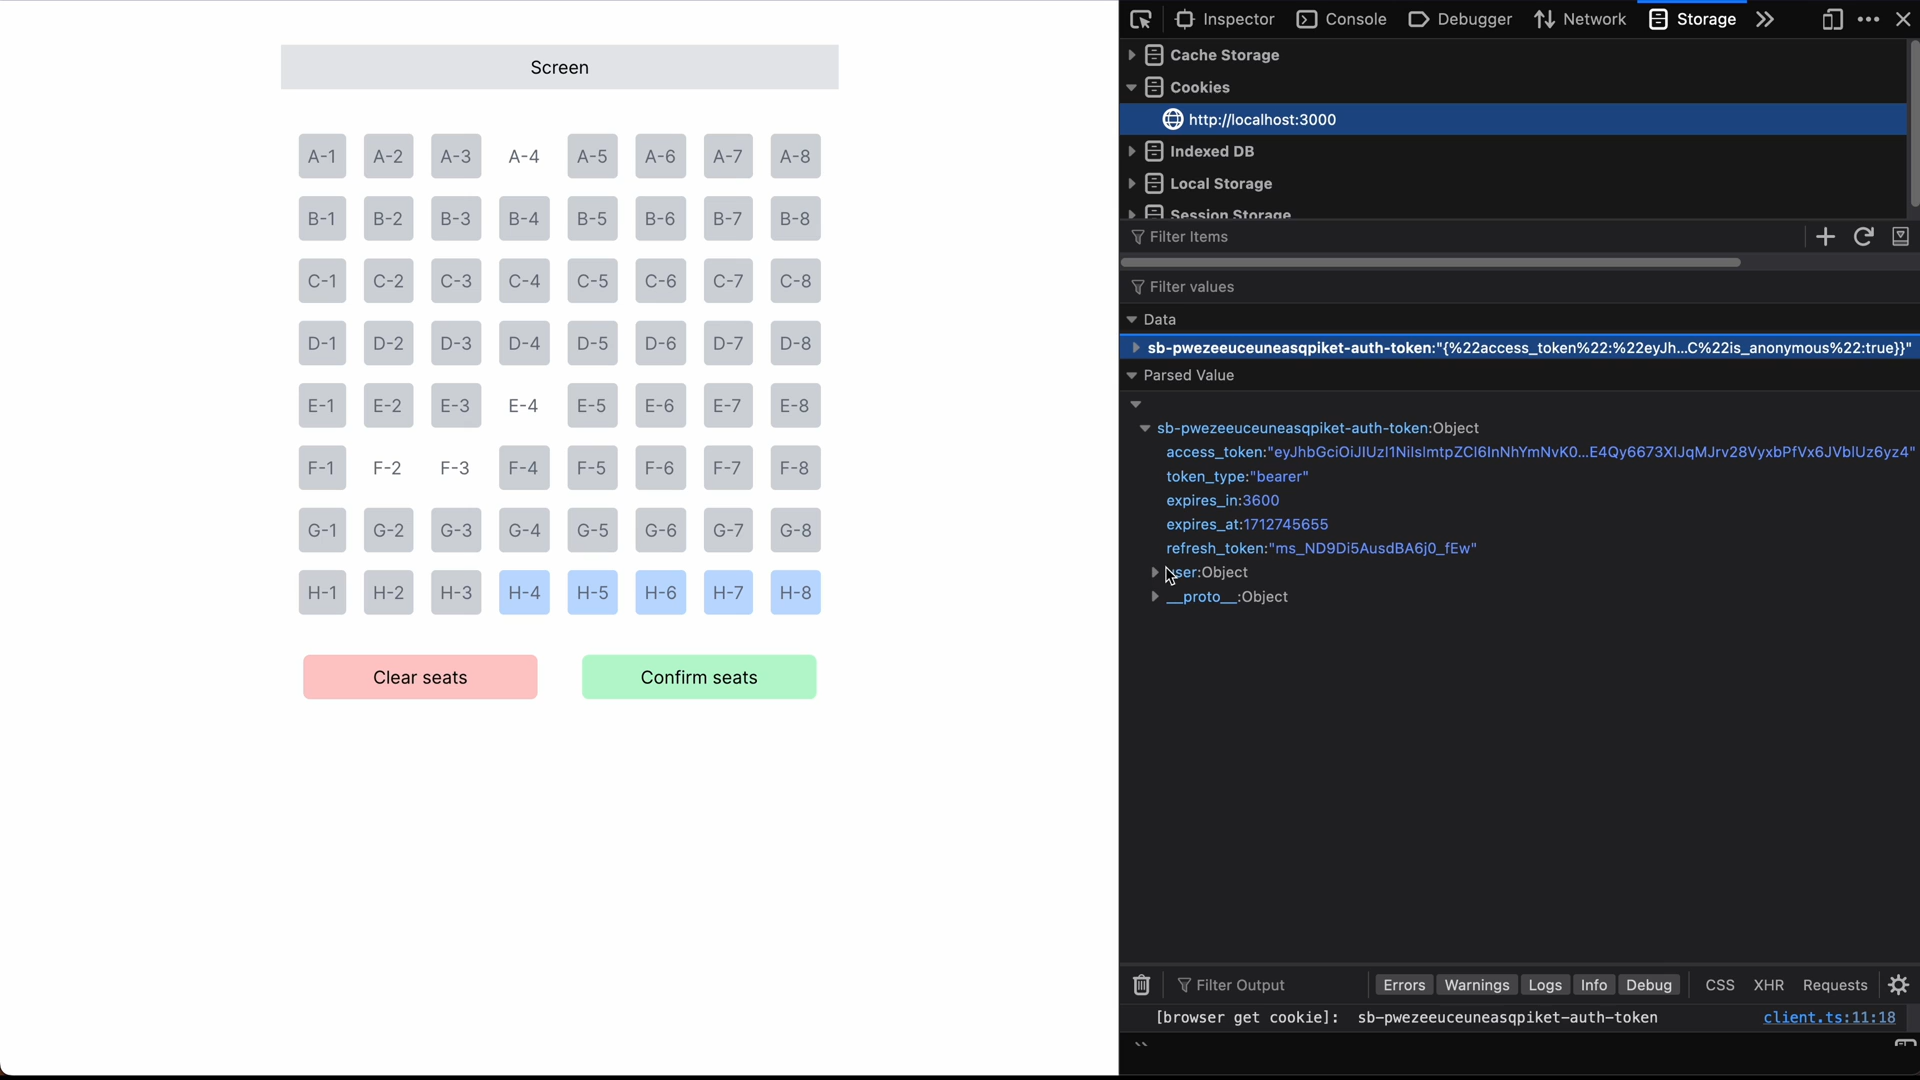 Screen
A-1 A-2 A-3 A-4 A-5 A-6 A-7 A-8
B-1 B-2 B-3 B-4 B-5 B-6 B-7 B-8
C-1 C-2 C-3 C-4 C-5 C-6 C-7 C-8
D-1 D-2 D-3 D-4 D-5 D-6 D-7 D-8
E-1 E-2 E-3 E-4 E-5 E-6 E-7 E-8
F-1 F-2 F-3 F-4 F-5 F-6 F-7 F-8
G-1 G-2 G-3 G-4 G-5 G-6 G-7 G-8
H-1 H-2 H-3 H-4 H-5 H-6 H-7 H-8
Clear seats Confirm seats
Inspector Console Debugger Network Storage
Cache Storage
Cookies
http://localhost:3000
Indexed DB
Local Storage
Session Storage
Filter Items
Filter values
Data
sb-pwezeeuceuneasqpiket-auth-token:"{%22access_token%22:%22eyJh...C%22is_anonymous%22:true}}"
Parsed Value
sb-pwezeeuceuneasqpiket-auth-token:Object
access_token:"eyJhbGciOiJIUzI1NiIsImtpZCI6InNhYmNvK0...E4Qy6673XIJqMJrv28VyxbPfVx6JVblUz6yz4"
token_type:"bearer"
expires_in:3600
expires_at:1712745655
refresh_token:"ms_ND9Di5AusdBA6j0_fEw"
user:Object
__proto__:Object
Filter Output Errors Warnings Logs Info Debug CSS XHR Requests
[browser get cookie]: sb-pwezeeuceuneasqpiket-auth-token client.ts:11:18